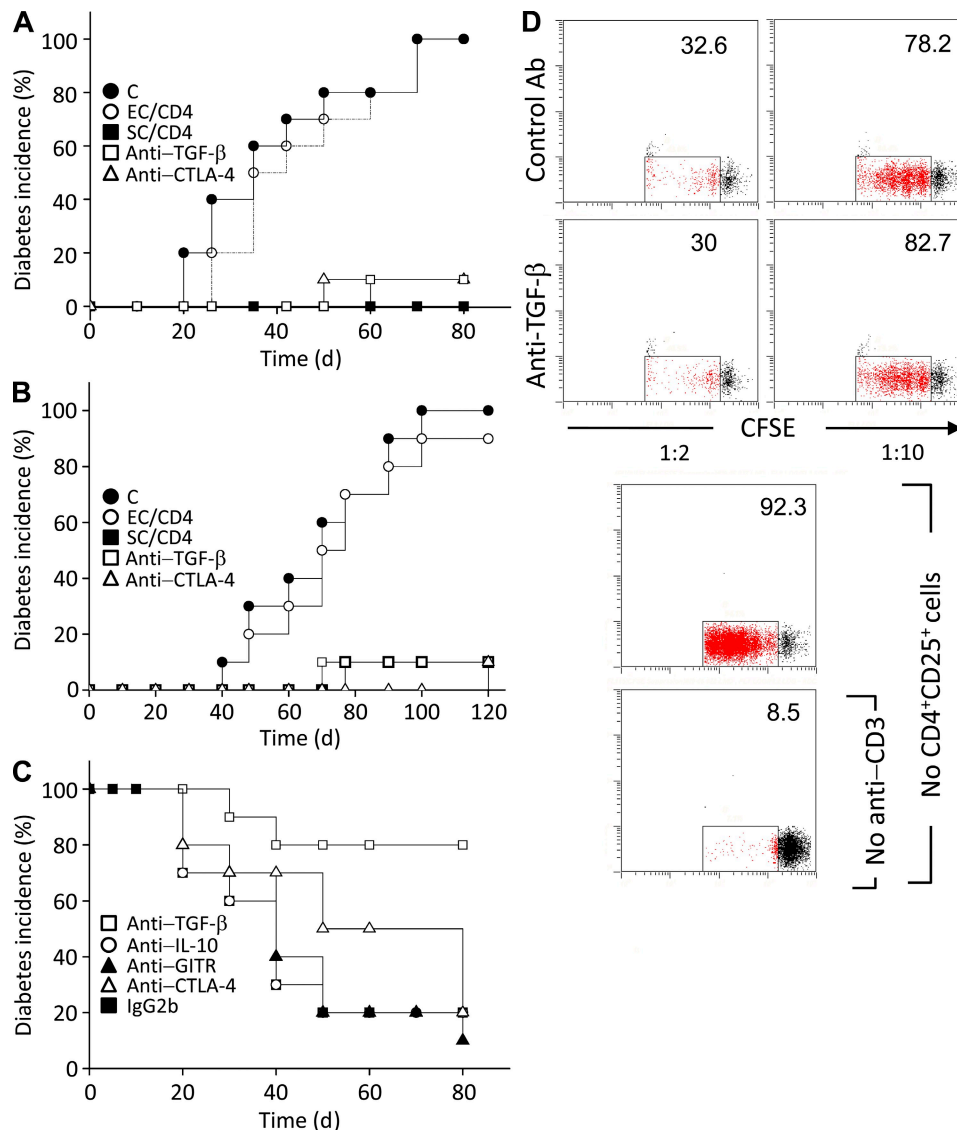 A
Diabetes incidence (%)
100
80
60
40
20
0
C
EC/CD4
SC/CD4
Anti–TGF-β
Anti–CTLA-4
0 20 40 60 80
Time (d)
B
Diabetes incidence (%)
100
80
60
40
20
0
C
EC/CD4
SC/CD4
Anti–TGF-β
Anti–CTLA-4
0 20 40 60 80 100 120
Time (d)
C
Diabetes incidence (%)
100
80
60
40
20
0
Anti–TGF-β
Anti–IL-10
Anti–GITR
Anti–CTLA-4
IgG2b
0 20 40 60 80
Time (d)
D
Control Ab
32.6 78.2
Anti-TGF-β
30 82.7
CFSE
1:2 1:10
92.3
8.5
No anti–CD3
No CD4⁺CD25⁺ cells